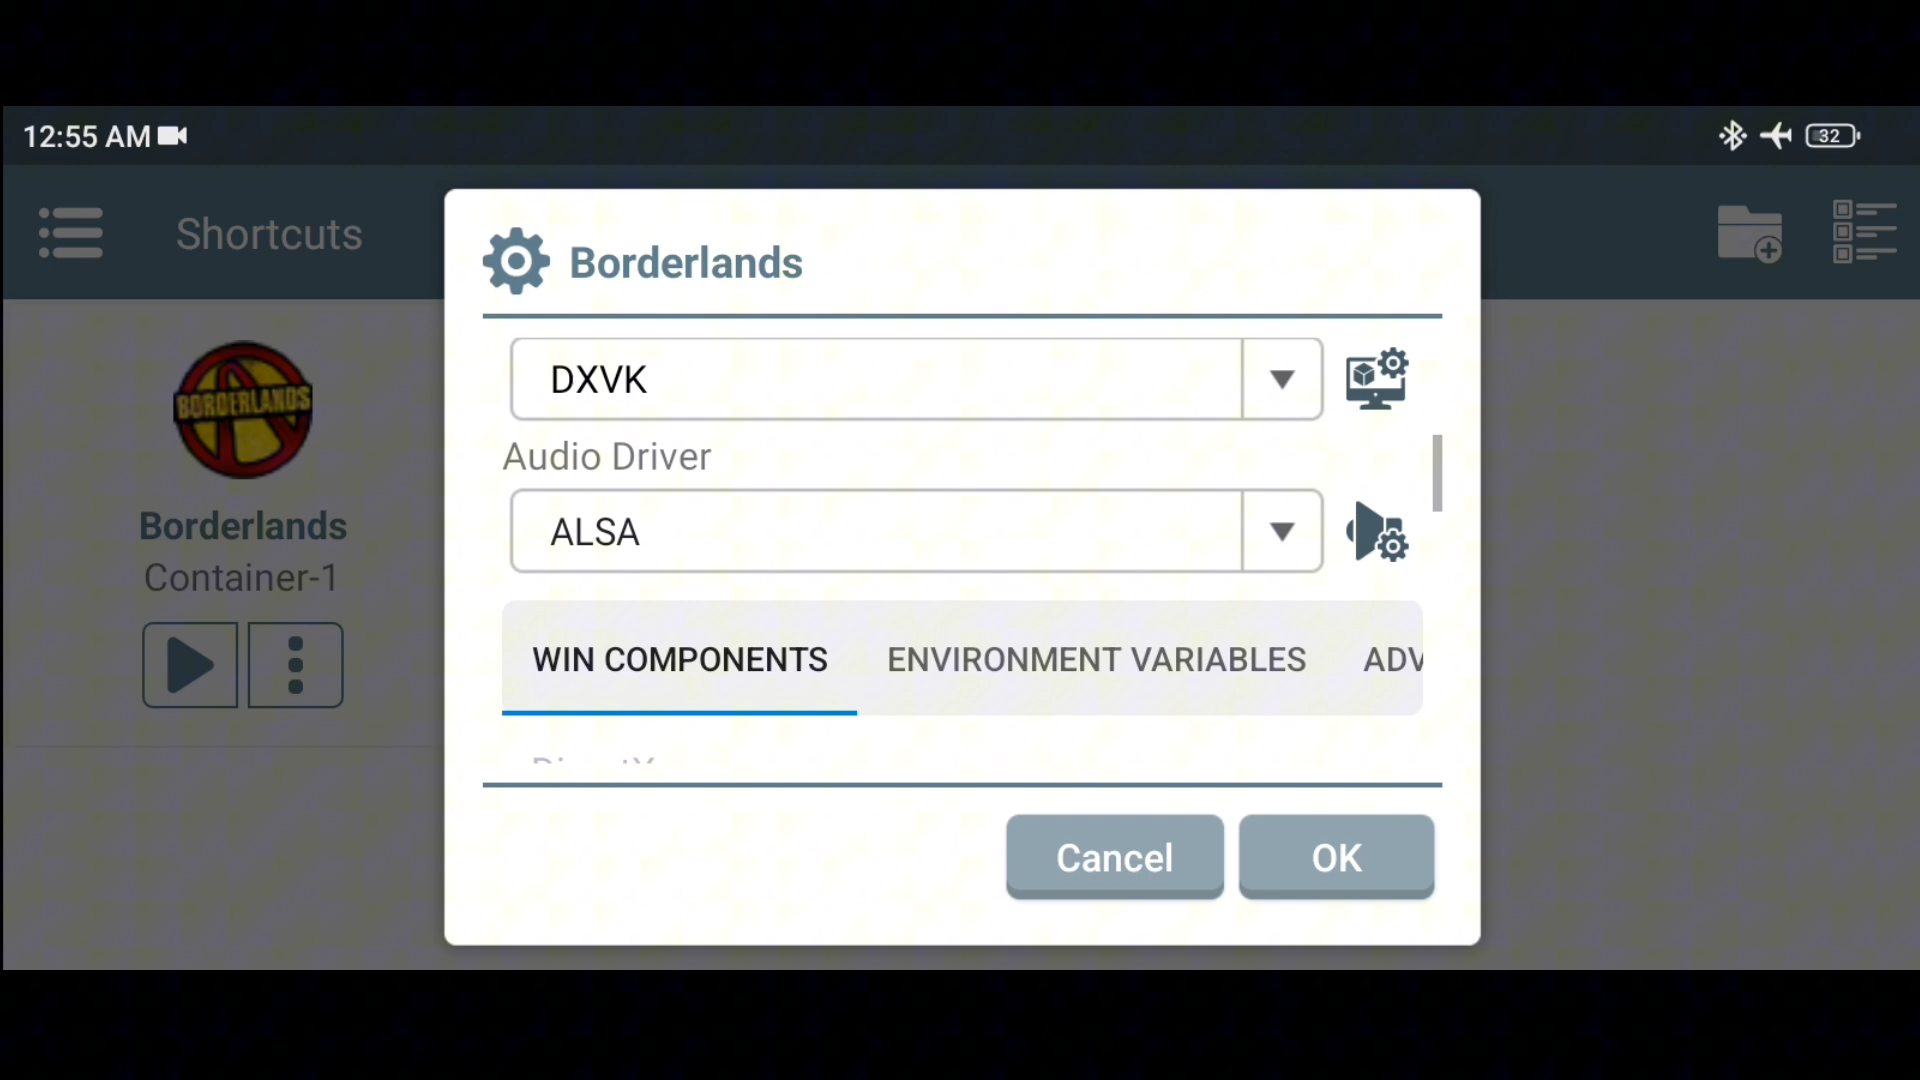 12:55 AM
32
Shortcuts
BORDERLANDS
Borderlands
Container-1
Borderlands
DXVK
Audio Driver
ALSA
WIN COMPONENTS
ENVIRONMENT VARIABLES
ADV
Cancel
OK